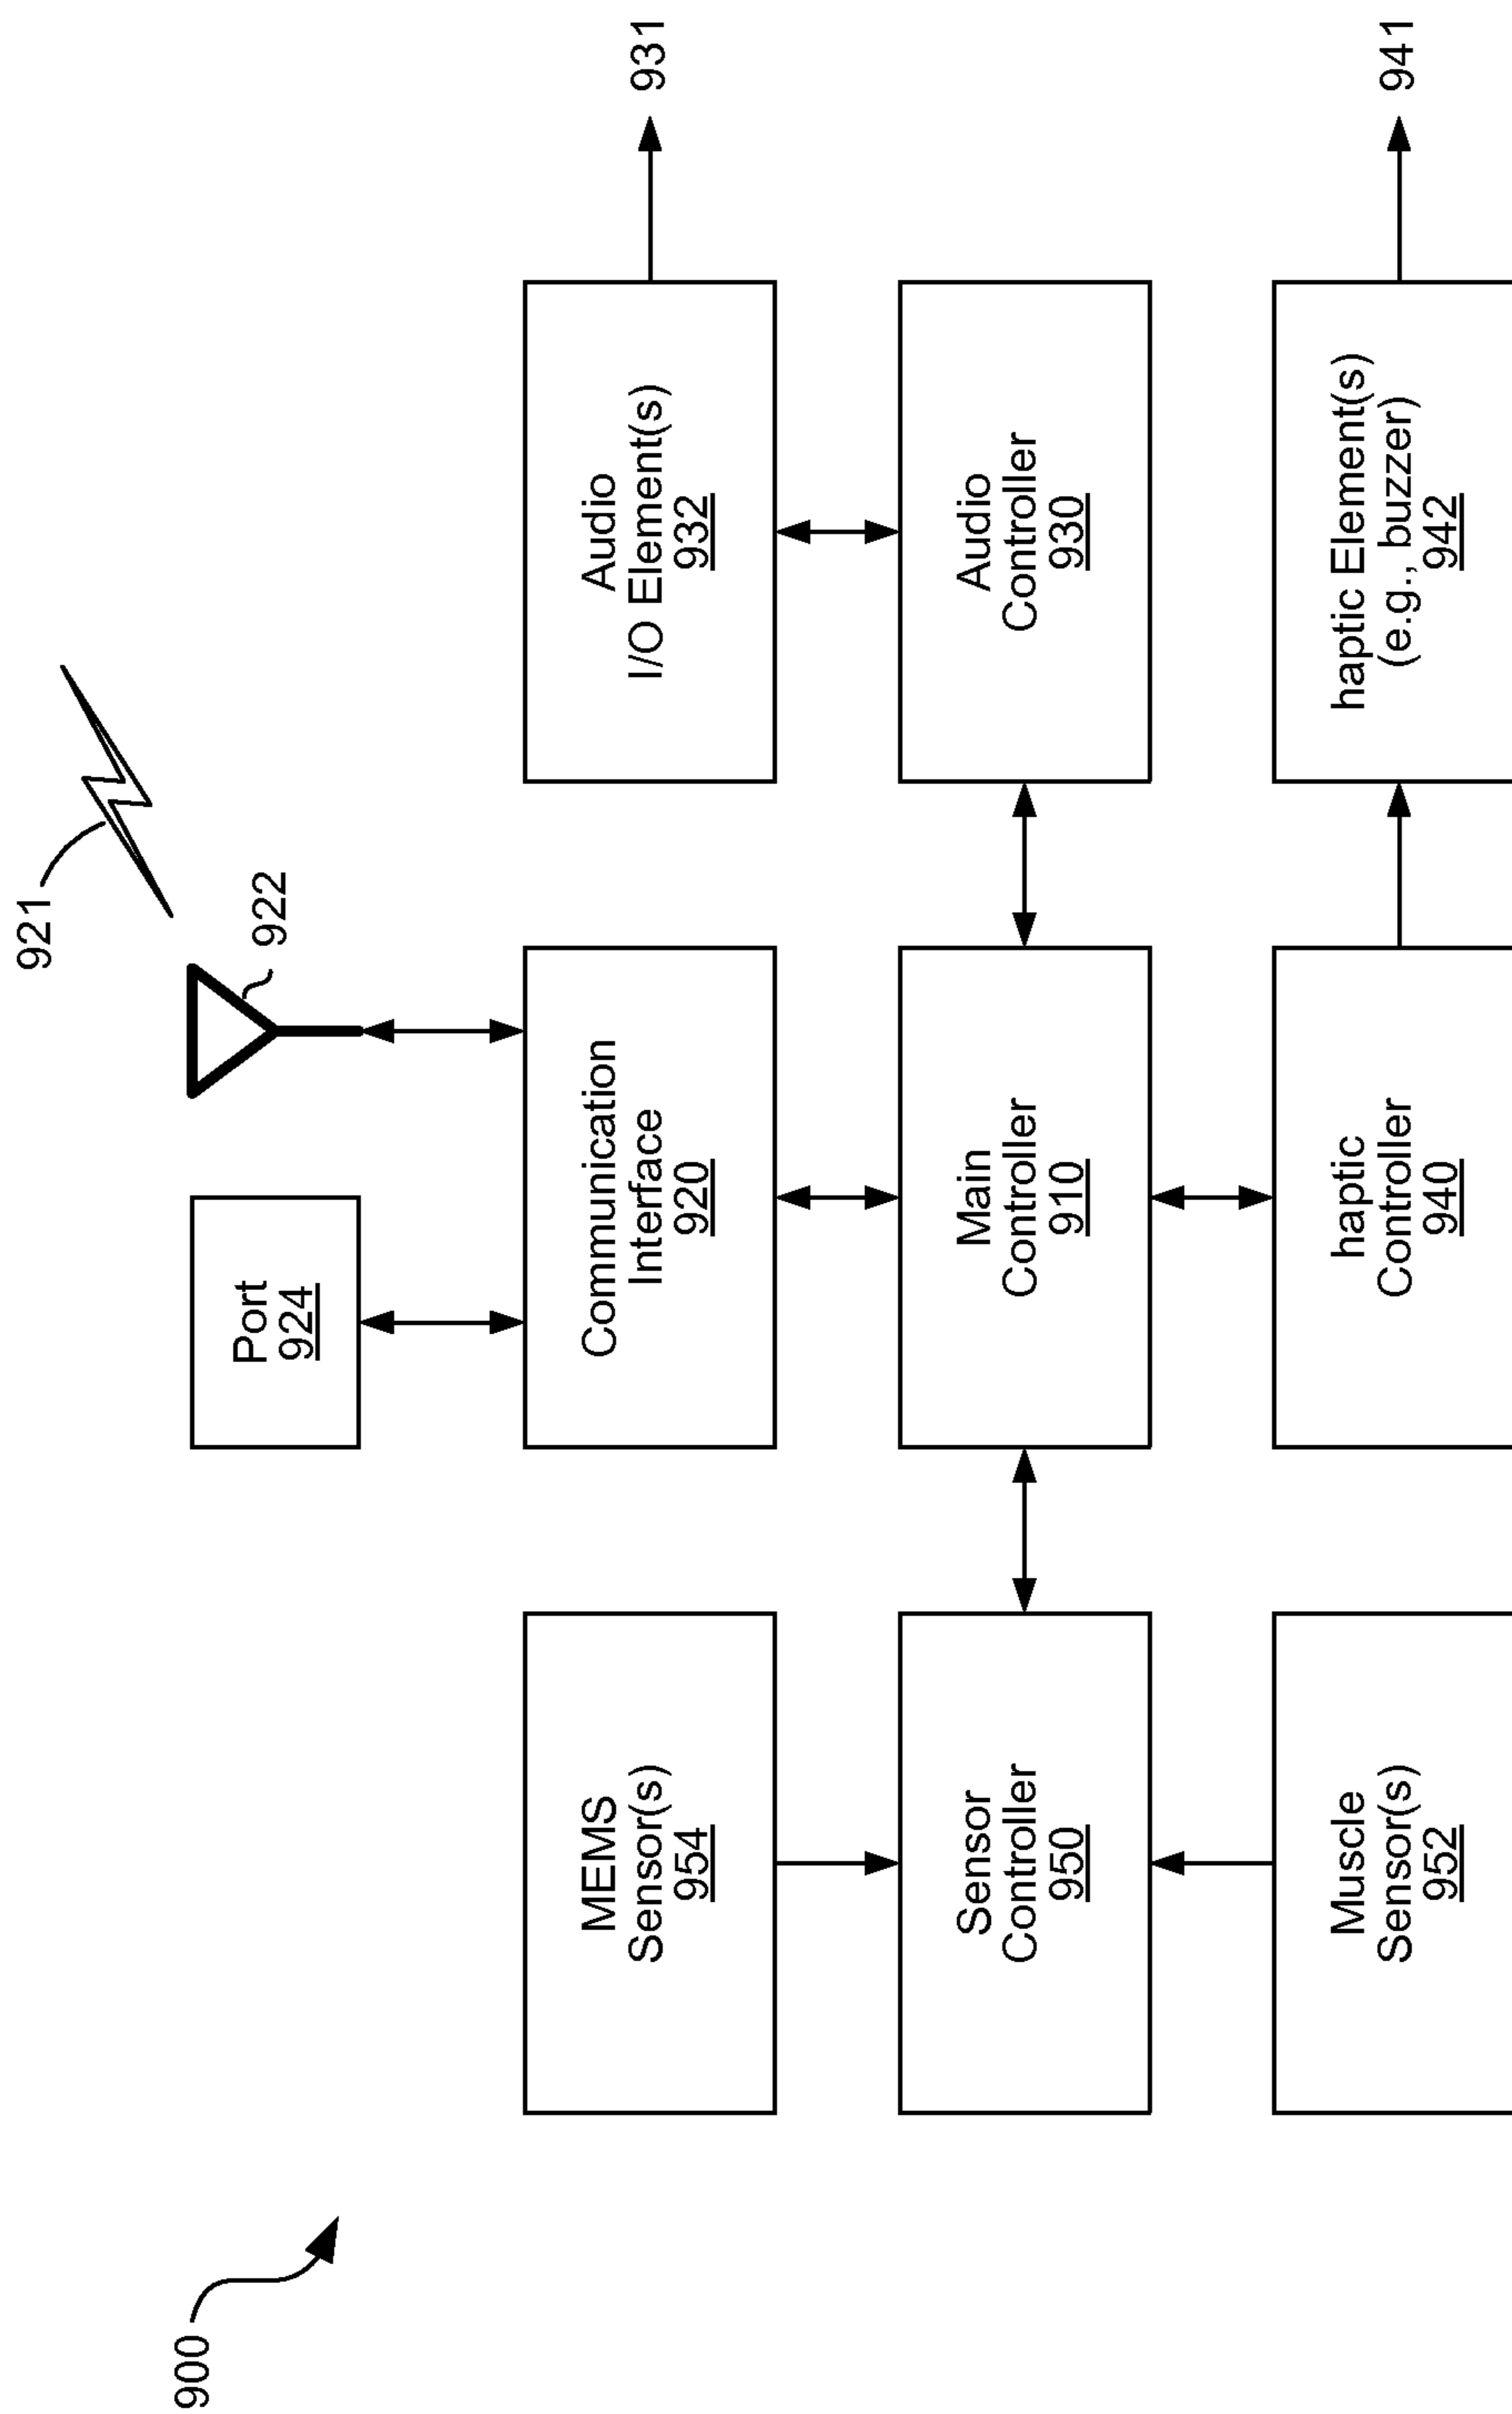 921
922
931
Port
924
Communication
Interface
920
Audio
I/O Element(s)
932
MEMS
Sensor(s)
954
Sensor
Controller
950
Main
Controller
910
Audio
Controller
930
Muscle
Sensor(s)
952
haptic
Controller
940
haptic Element(s)
(e.g., buzzer)
942
941
900